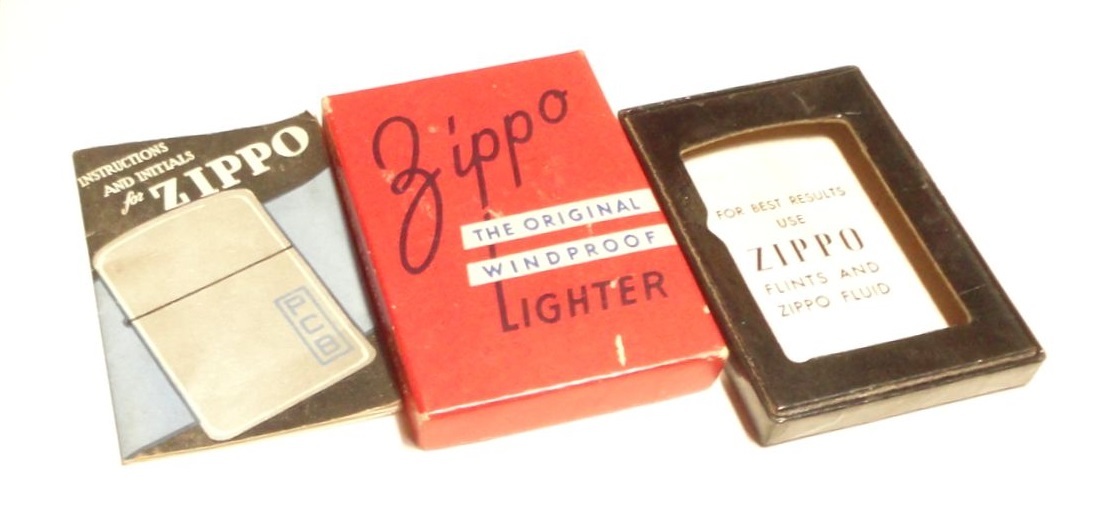 INSTRUCTIONS
AND INITIALS
for ZIPPO
PUB
Zippo
THE ORIGINAL
WINDPROOF
LIGHTER
FOR BEST RESULTS
USE
ZIPPO
FLINTS AND
ZIPPO FLUID